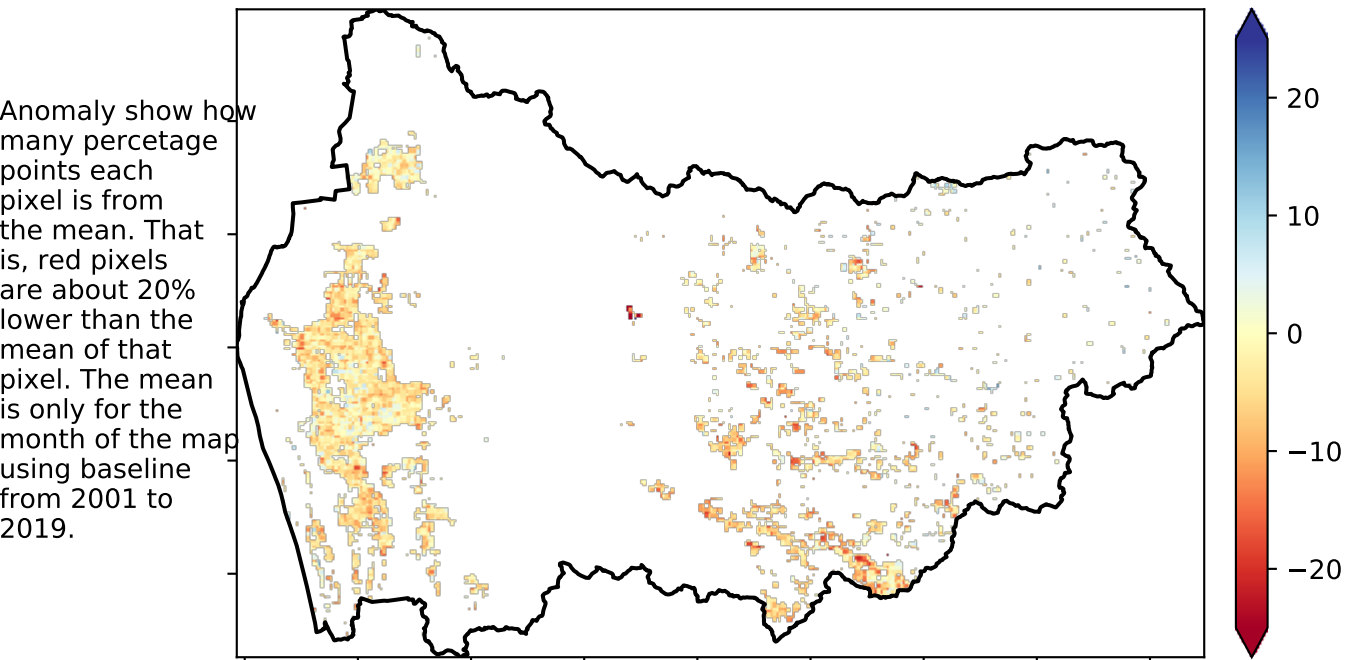 Anomaly show how
many percetage
points each
pixel is from
the mean. That
is, red pixels
are about 20%
lower than the
mean of that
pixel. The mean
is only for the
month of the map
using baseline
from 2001 to
2019.
20
10
0
−10
−20